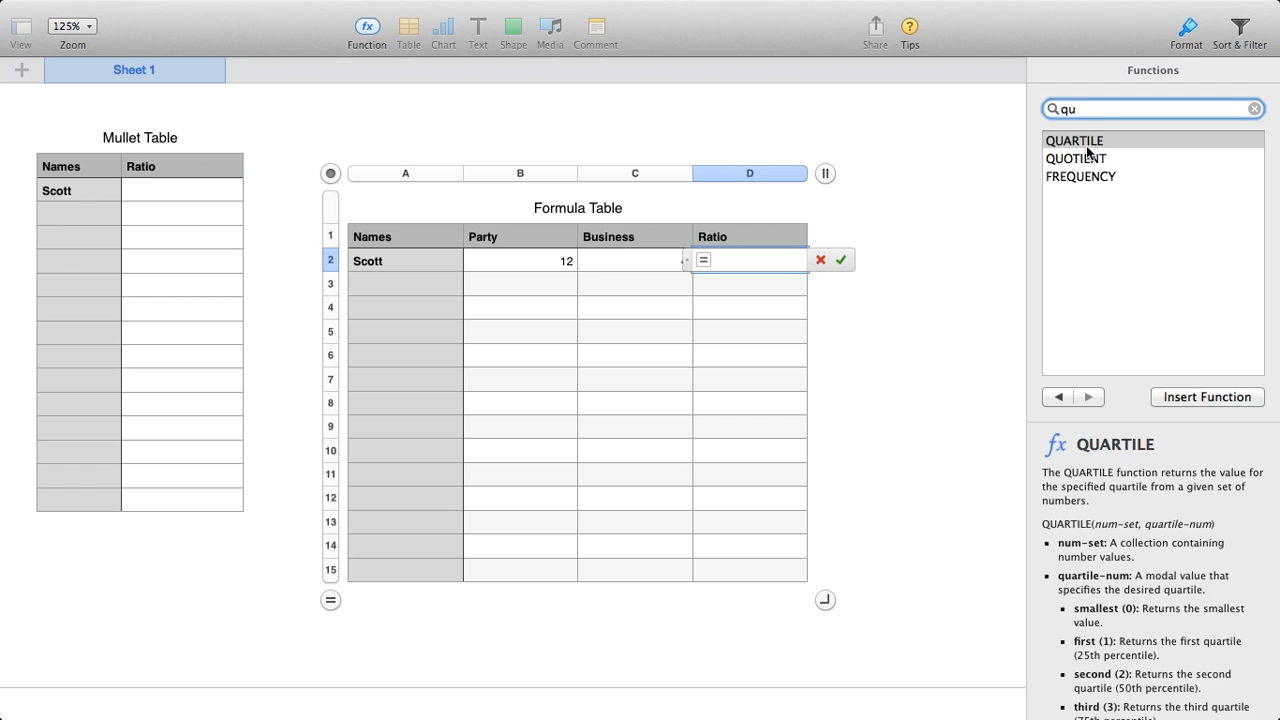 125%
View
Zoom
Function
Table
Chart
Text
Shape
Media
Comment
Share
?
Tips
Format
Sort & Filter
Sheet 1
Functions
qu
QUARTILE
QUOTIENT
FREQUENCY
Insert Function
Mullet Table
Names Ratio
Scott
A B C D
Formula Table
1 Names Party Business Ratio
2 Scott 12 =
3
4
5
6
7
8
9
10
11
12
13
14
15
=
fx QUARTILE
The QUARTILE function returns the value for
the specified quartile from a given set of
numbers.
QUARTILE(num-set, quartile-num)
▪ num-set: A collection containing
number values.
▪ quartile-num: A modal value that
specifies the desired quartile.
▪ smallest (0): Returns the smallest
value.
▪ first (1): Returns the first quartile
(25th percentile).
▪ second (2): Returns the second
quartile (50th percentile).
▪ third (3): Returns the third quartile